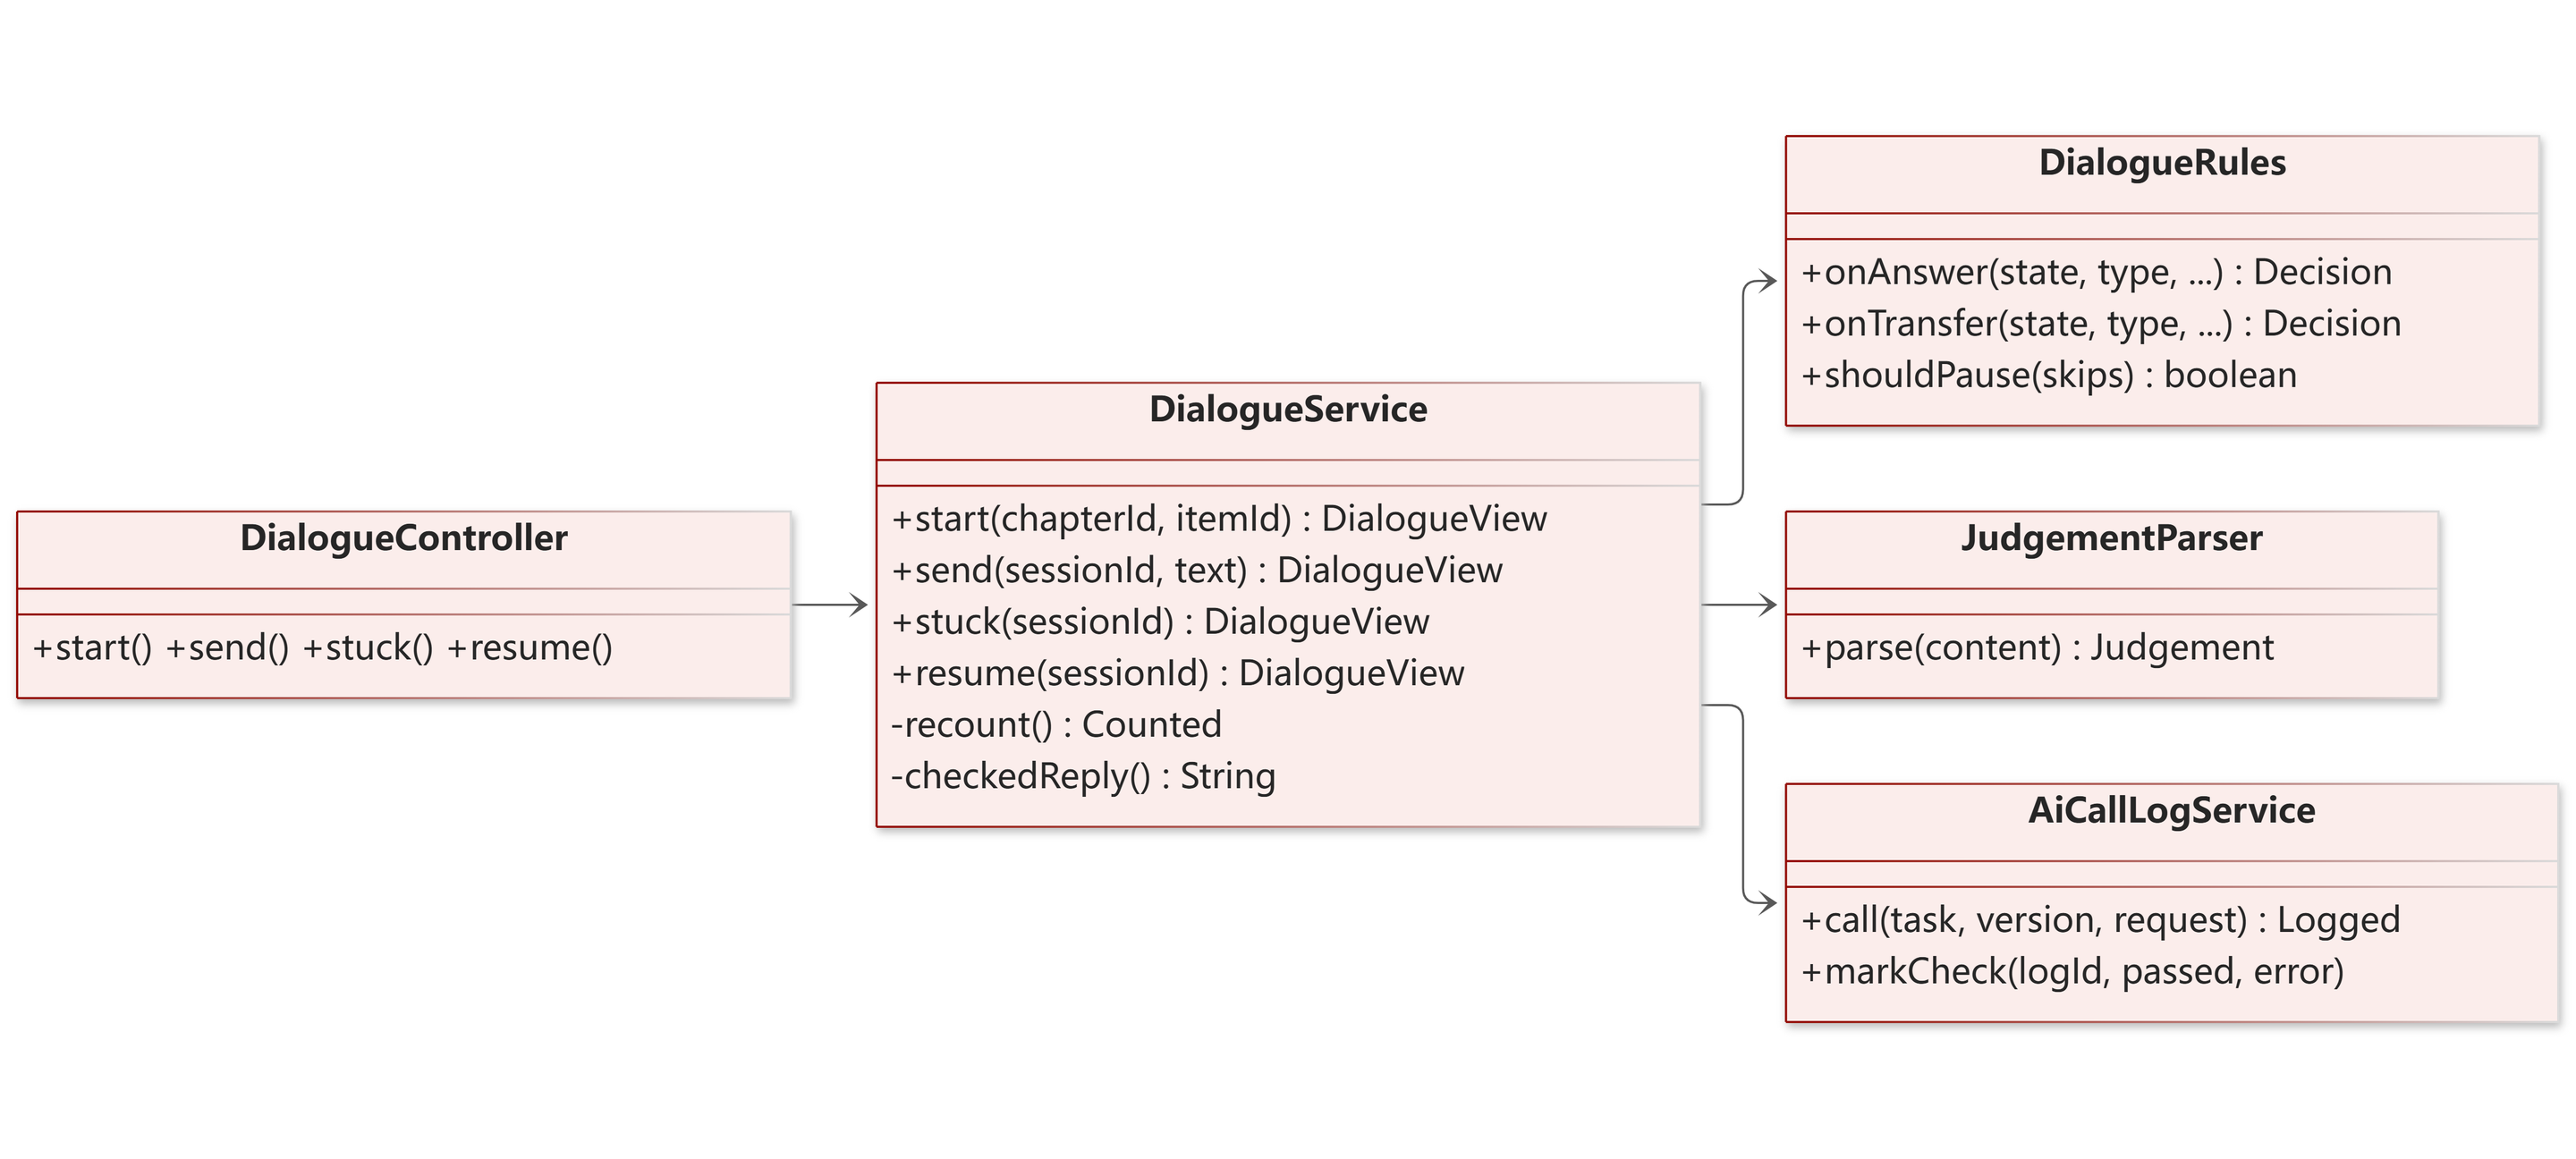 DialogueController
+start() +send() +stuck() +resume()
DialogueService
+start(chapterId, itemId) : DialogueView
+send(sessionId, text) : DialogueView
+stuck(sessionId) : DialogueView
+resume(sessionId) : DialogueView
-recount() : Counted
-checkedReply() : String
DialogueRules
+onAnswer(state, type, ...) : Decision
+onTransfer(state, type, ...) : Decision
+shouldPause(skips) : boolean
JudgementParser
+parse(content) : Judgement
AiCallLogService
+call(task, version, request) : Logged
+markCheck(logId, passed, error)